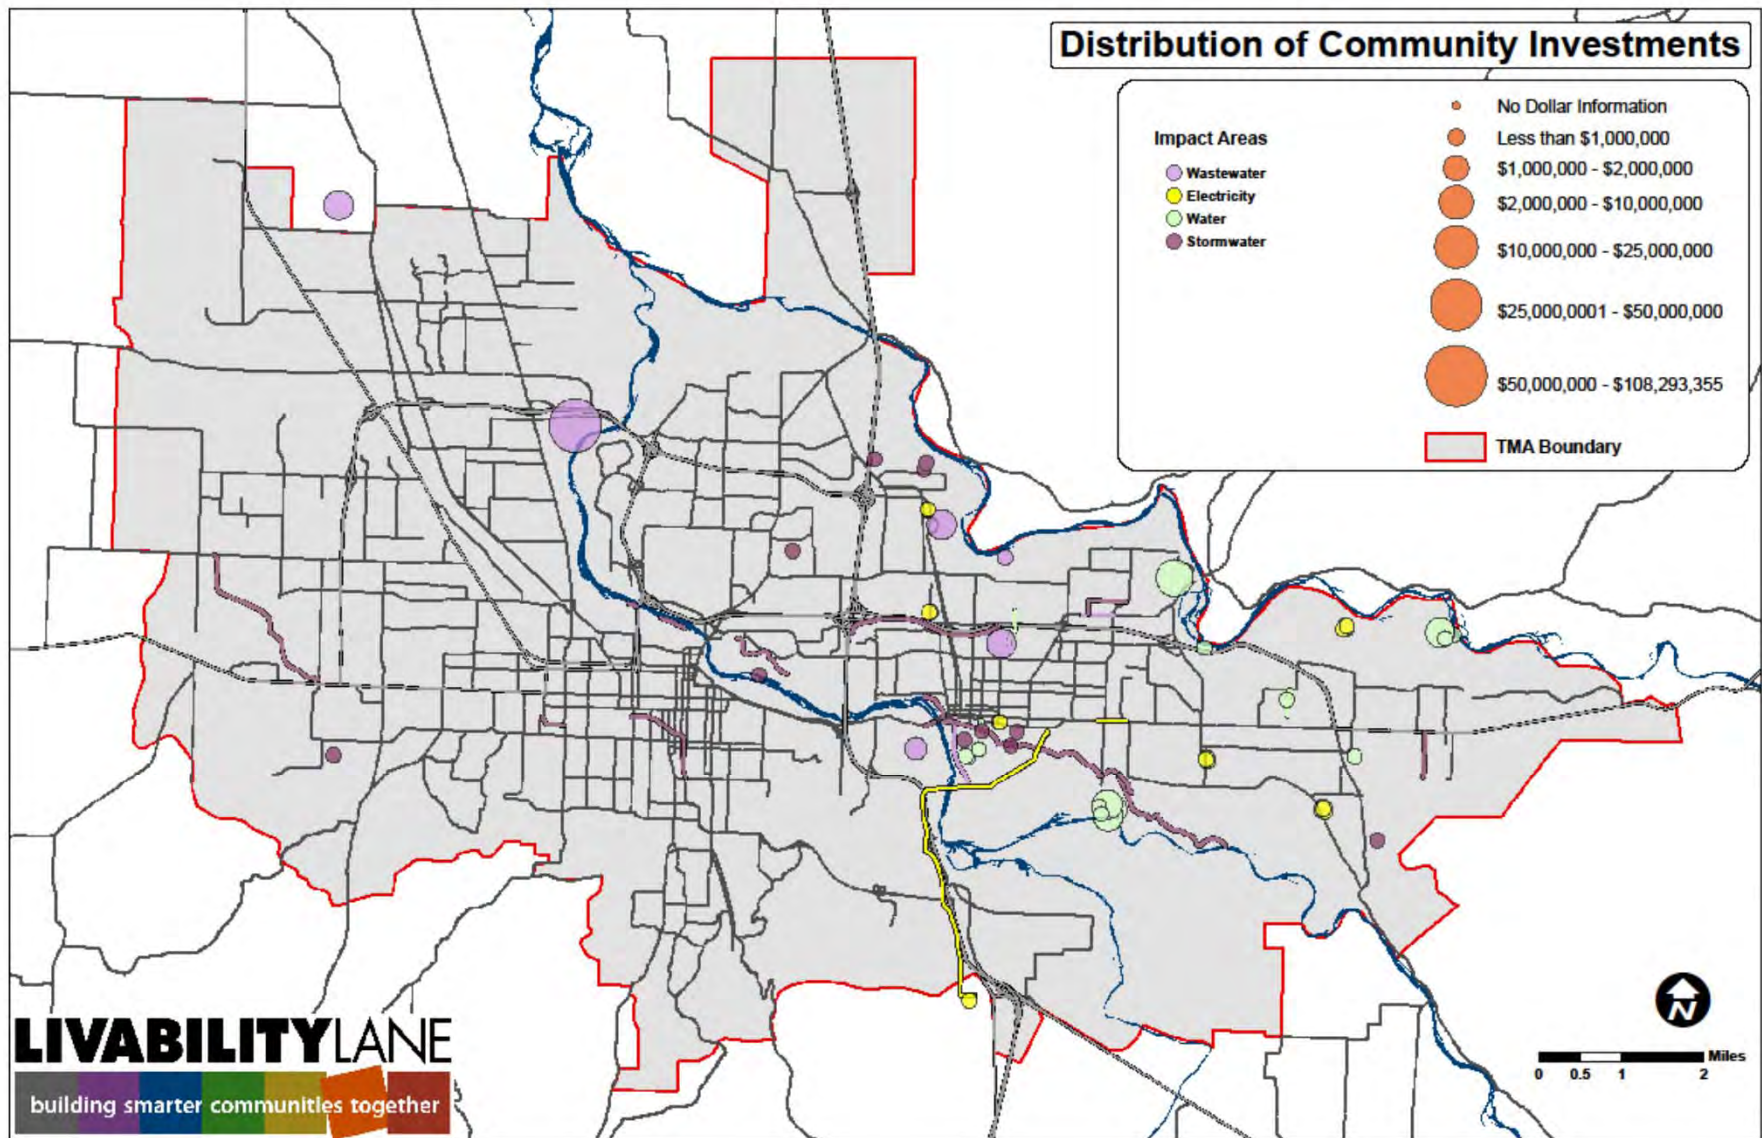 Distribution of Community Investments
Impact Areas
Wastewater
Electricity
Water
Stormwater
No Dollar Information
Less than $1,000,000
$1,000,000 - $2,000,000
$2,000,000 - $10,000,000
$10,000,000 - $25,000,000
$25,000,0001 - $50,000,000
$50,000,000 - $108,293,355
TMA Boundary
N
Miles
0 0.5 1 2
LIVABILITYLANE
building smarter communities together